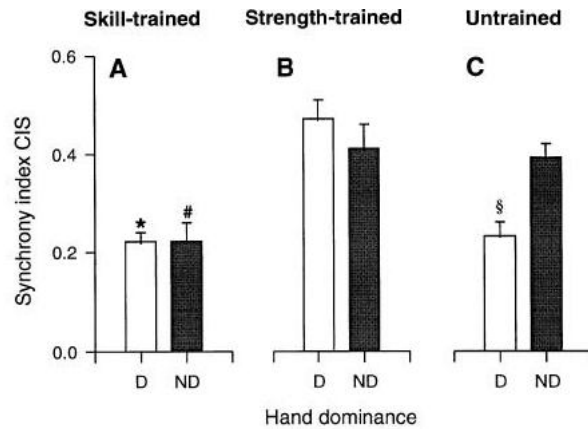 Skill-trained Strength-trained Untrained
A B C
0.6
0.4
0.2
0.0
Synchrony index CIS
* # §
D ND D ND D ND
Hand dominance